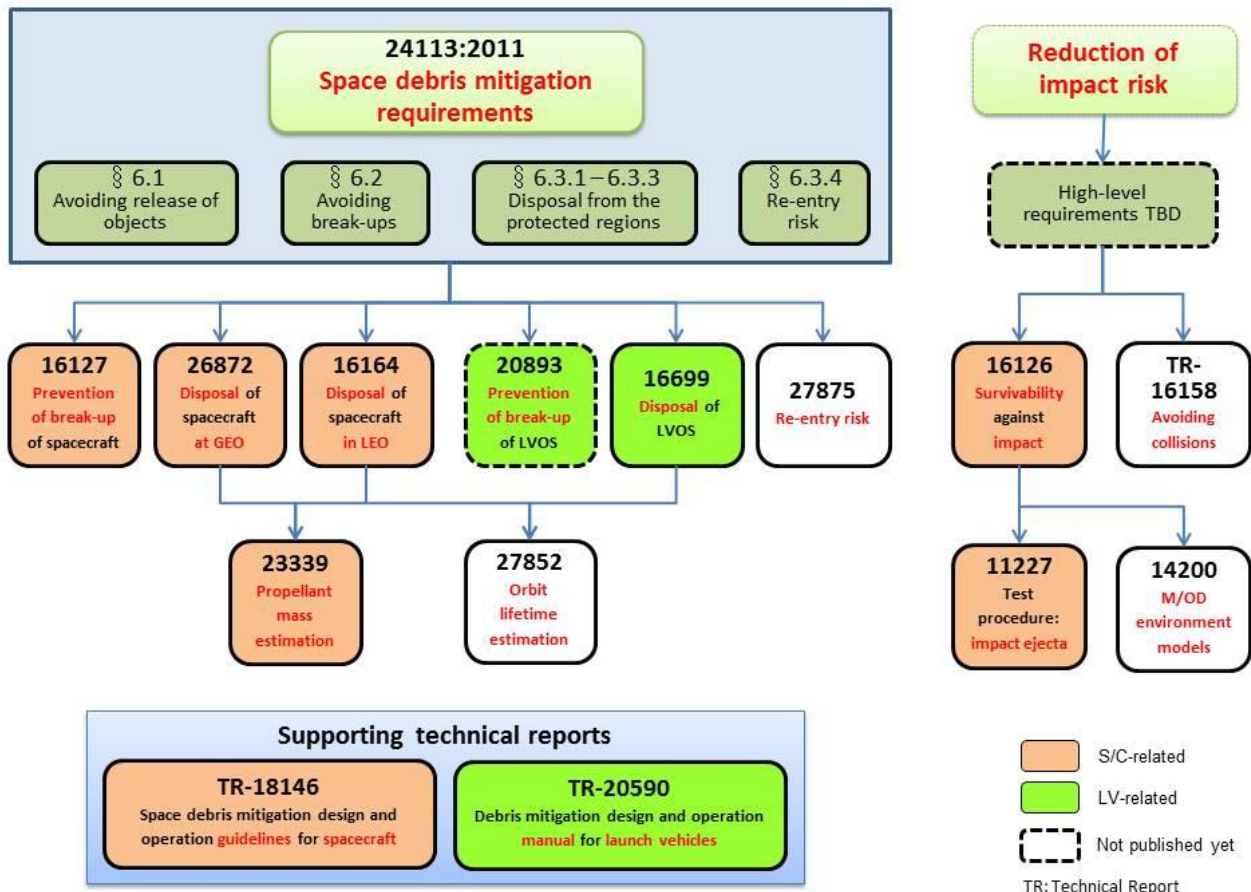 24113:2011
Space debris mitigation
requirements
§ 6.1
Avoiding release of
objects
§ 6.2
Avoiding
break-ups
§ 6.3.1 – 6.3.3
Disposal from the
protected regions
§ 6.3.4
Re-entry
risk
16127
Prevention
of break-up
of spacecraft
26872
Disposal of
spacecraft
at GEO
16164
Disposal of
spacecraft
in LEO
20893
Prevention
of break-up
of LVOS
16699
Disposal of
LVOS
27875
Re-entry risk
23339
Propellant
mass
estimation
27852
Orbit
lifetime
estimation
Reduction of
impact risk
High-level
requirements TBD
16126
Survivability
against
impact
TR-
16158
Avoiding
collisions
11227
Test
procedure:
impact ejecta
14200
M/OD
environment
models
Supporting technical reports
TR-18146
Space debris mitigation design and
operation guidelines for spacecraft
TR-20590
Debris mitigation design and operation
manual for launch vehicles
S/C-related
LV-related
Not published yet
TR: Technical Report